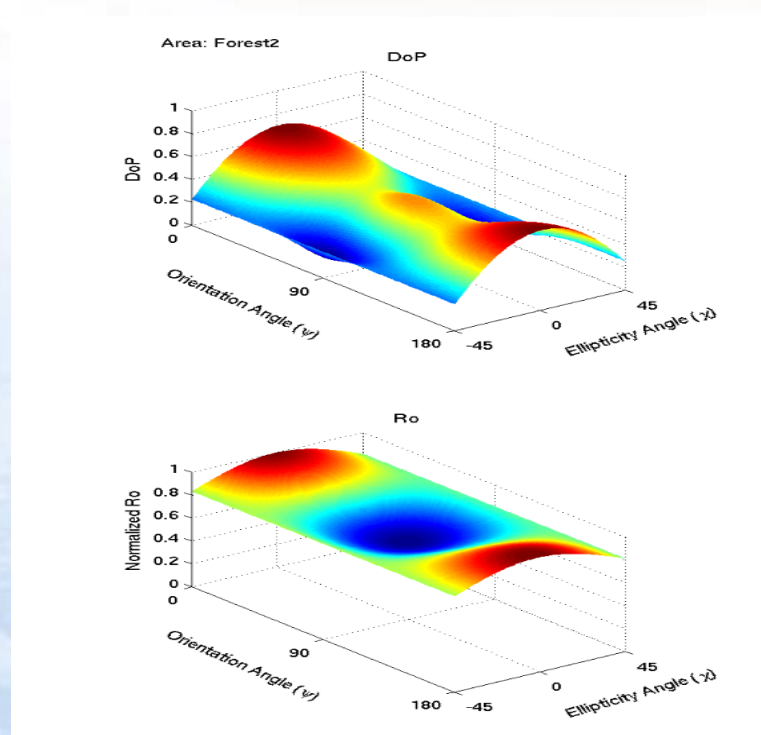 Area: Forest2
DoP
1
0.8
0.6
0.4
0.2
0
DoP
0
90
180
Orientation Angle (ψ)
-45
0
45
Ellipticity Angle ( χ)
Ro
1
0.8
0.6
0.4
0.2
0
Normalized Ro
0
90
180
Orientation Angle (ψ)
-45
0
45
Ellipticity Angle ( χ)